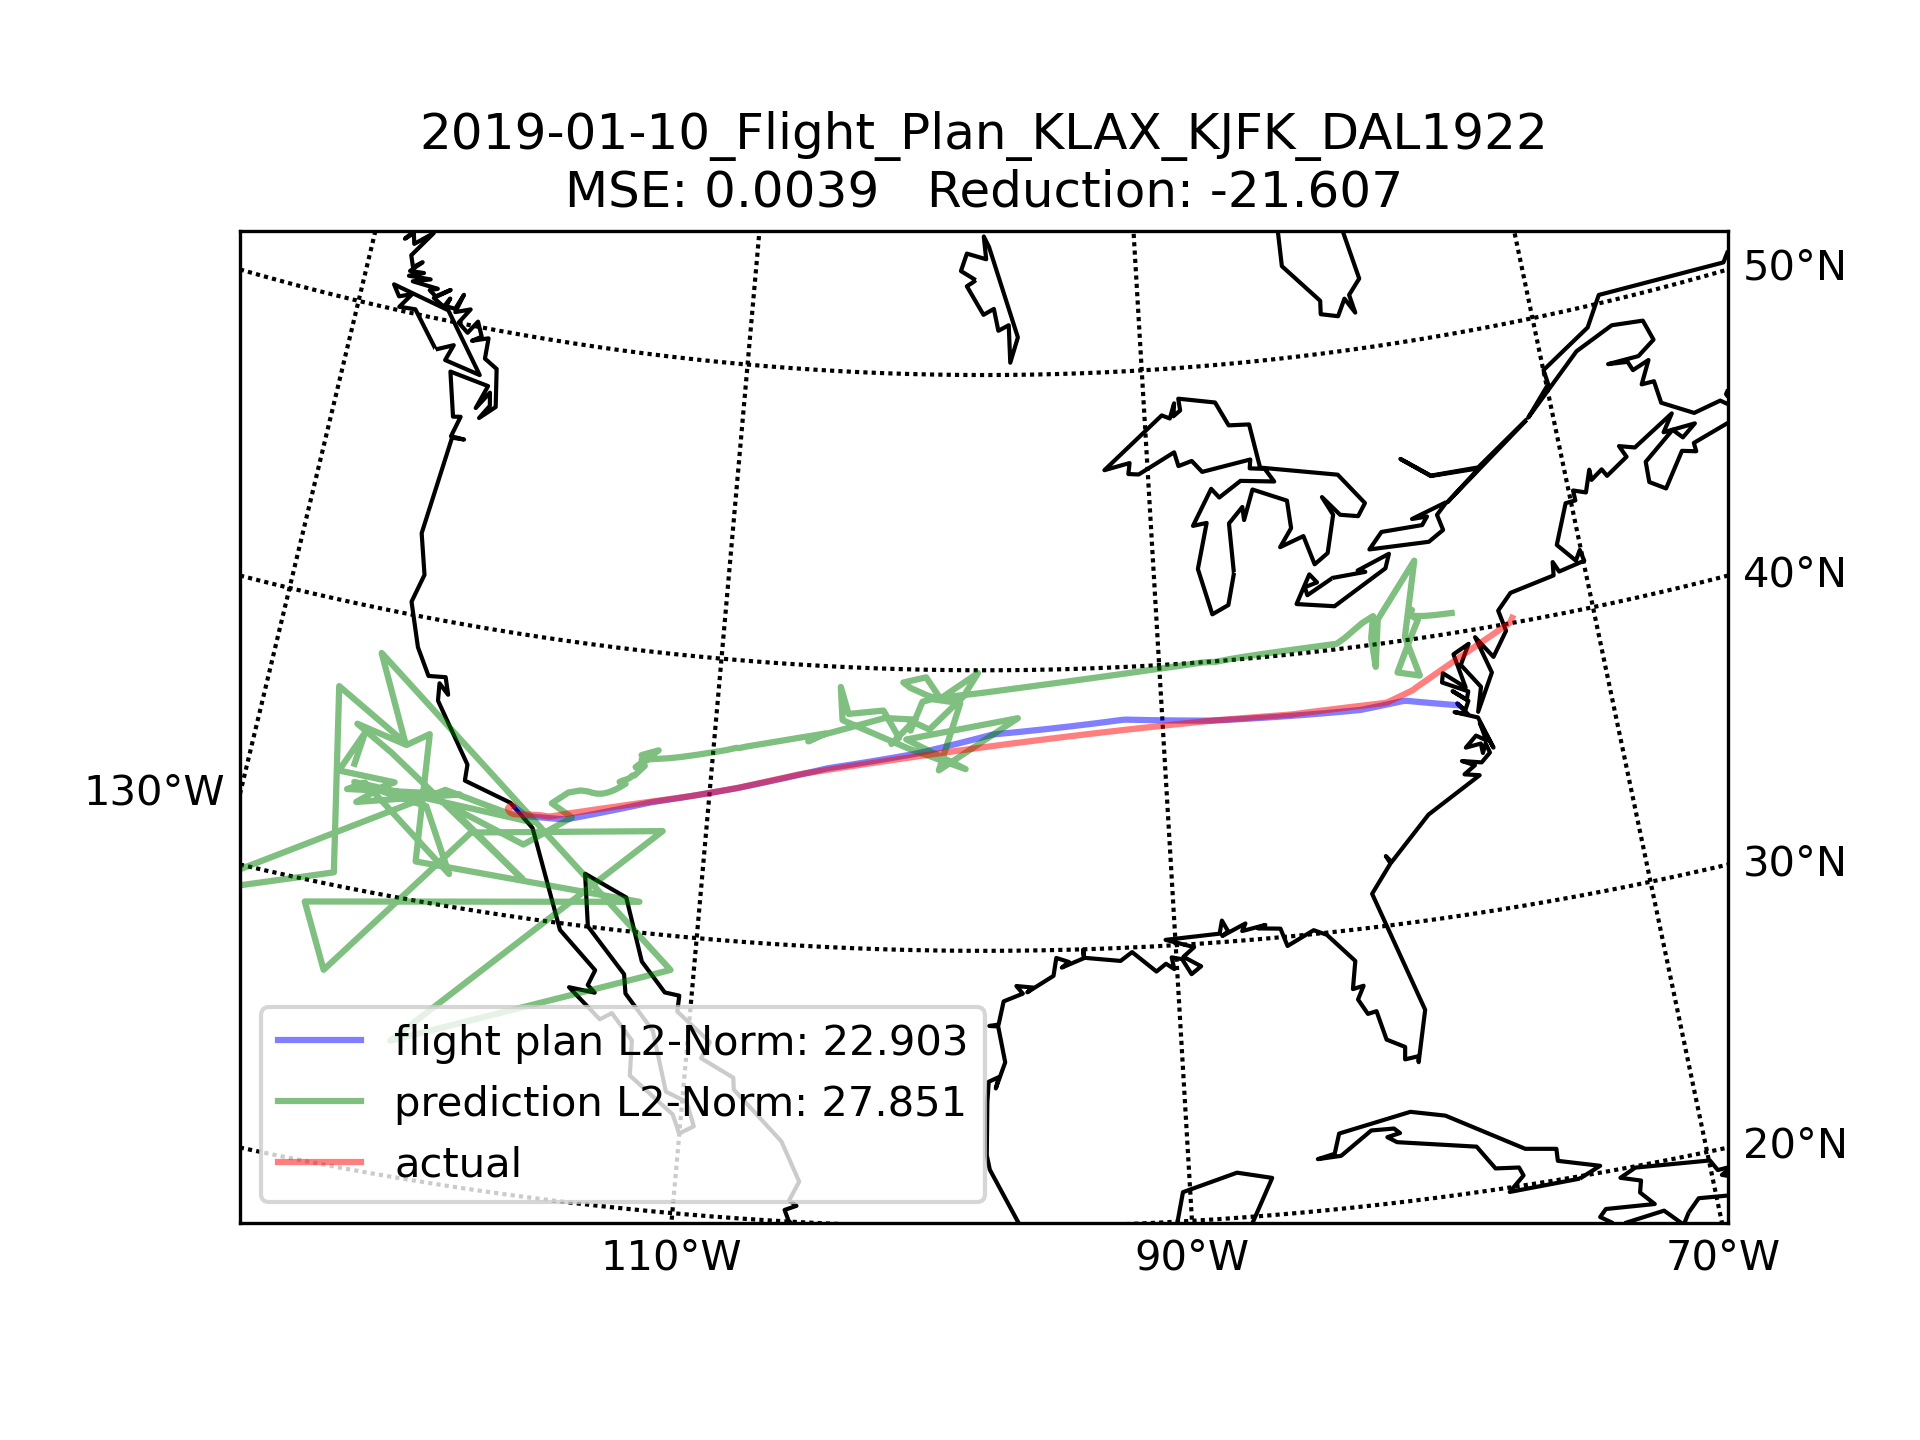 2019-01-10_Flight_Plan_KLAX_KJFK_DAL1922
MSE: 0.0039   Reduction: -21.607
50°N
40°N
130°W
30°N
flight plan L2-Norm: 22.903
prediction L2-Norm: 27.851
20°N
actual
110°W
90°W
70°W